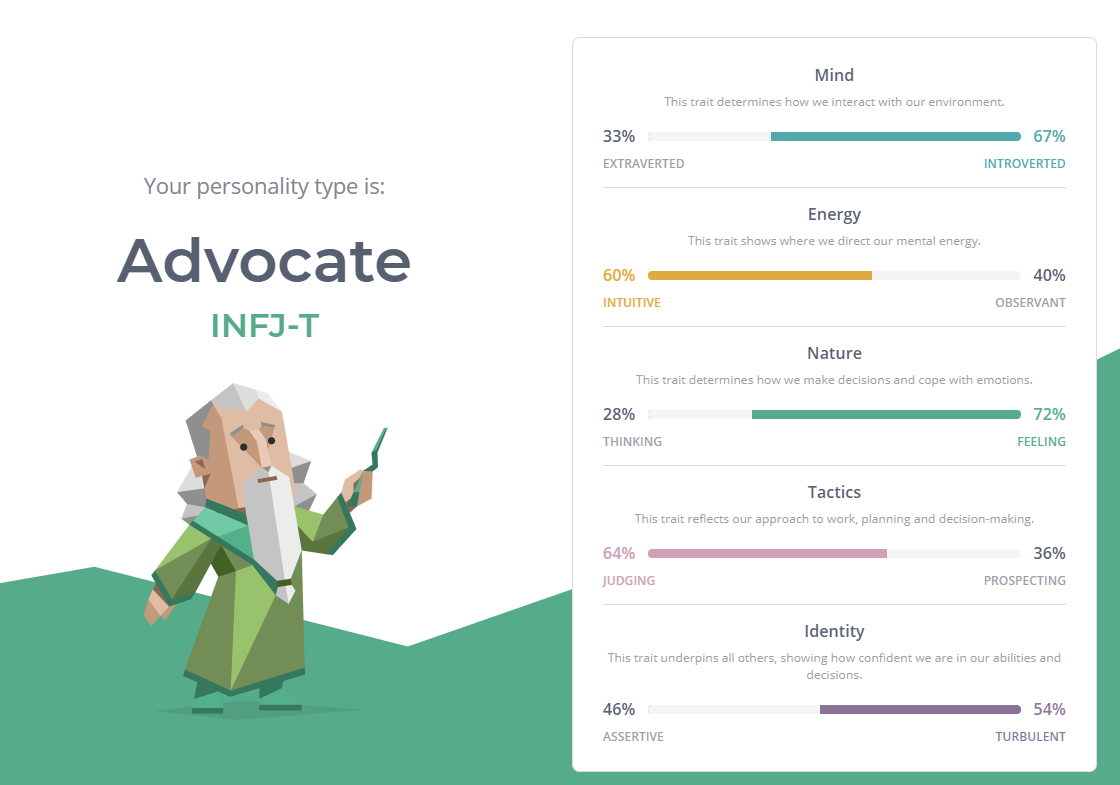 Your personality type is:
Advocate
INFJ-T
Mind
This trait determines how we interact with our environment.
33% 67%
EXTRAVERTED INTROVERTED
Energy
This trait shows where we direct our mental energy.
60% 40%
INTUITIVE OBSERVANT
Nature
This trait determines how we make decisions and cope with emotions.
28% 72%
THINKING FEELING
Tactics
This trait reflects our approach to work, planning and decision-making.
64% 36%
JUDGING PROSPECTING
Identity
This trait underpins all others, showing how confident we are in our abilities and
decisions.
46% 54%
ASSERTIVE TURBULENT